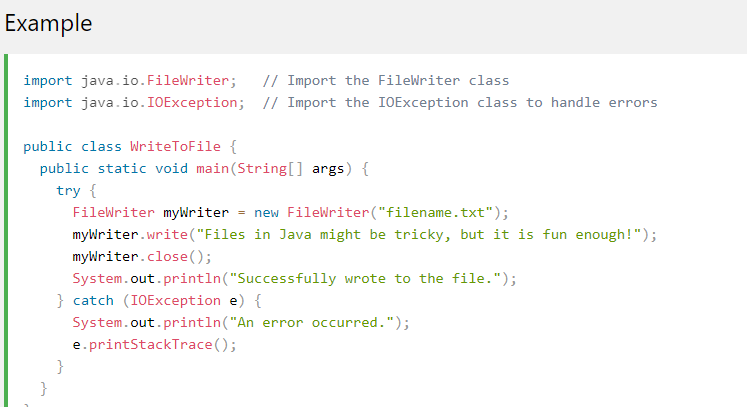 Example
import java.io.FileWriter;   // Import the FileWriter class
import java.io.IOException;  // Import the IOException class to handle errors

public class WriteToFile {
  public static void main(String[] args) {
    try {
      FileWriter myWriter = new FileWriter("filename.txt");
      myWriter.write("Files in Java might be tricky, but it is fun enough!");
      myWriter.close();
      System.out.println("Successfully wrote to the file.");
    } catch (IOException e) {
      System.out.println("An error occurred.");
      e.printStackTrace();
    }
  }
}